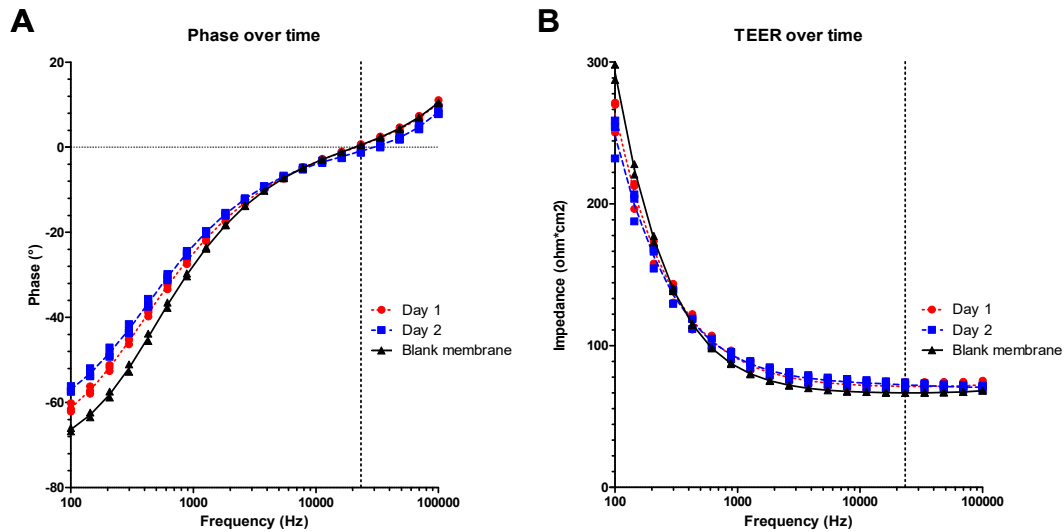 A
Phase over time
20
0
-20
-40
-60
-80
Phase (°)
Day 1
Day 2
Blank membrane
100
1000
10000
100000
Frequency (Hz)
B
TEER over time
300
200
100
0
Impedance (ohm*cm2)
Day 1
Day 2
Blank membrane
100
1000
10000
100000
Frequency (Hz)